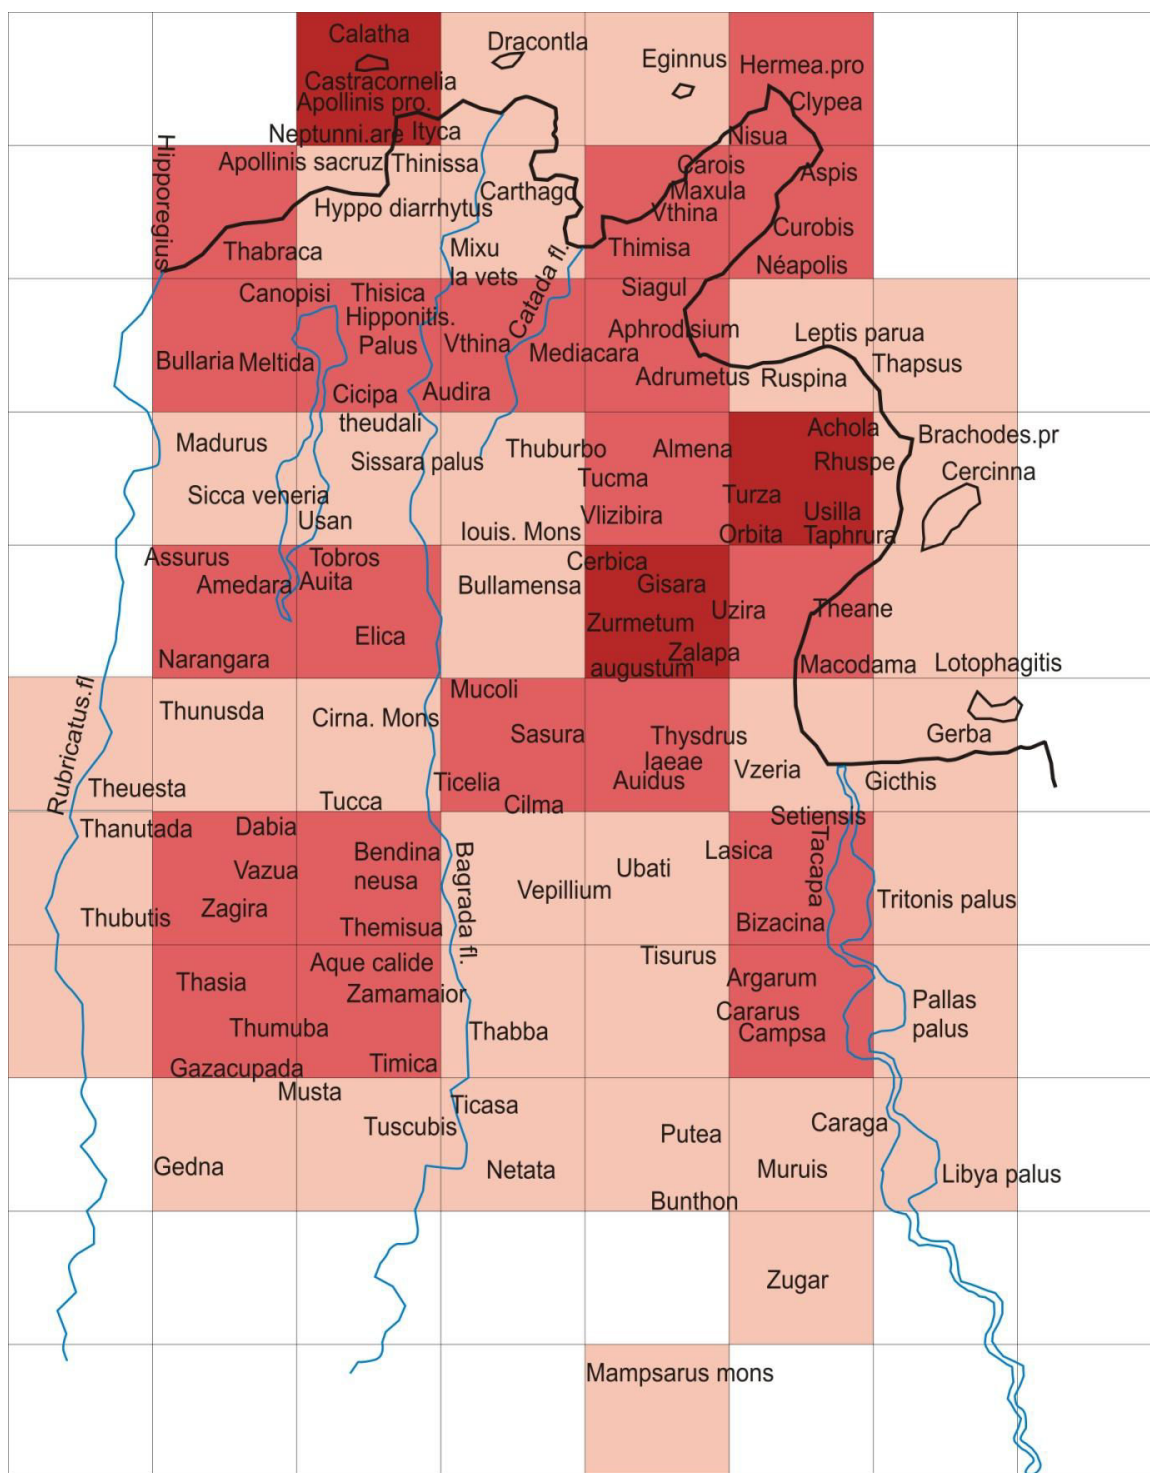 Calatha
Dracontla
Eginnus
Hermea.pro
Castracornelia
Apollinis pro.
Clypea
Neptunni.are
Ityca
Nisua
Hipporegius
Apollinis sacruz
Thinissa
Carois
Aspis
Carthago
Maxula
Hyppo diarrhytus
Vthina
Curobis
Thabraca
Mixu
la vets
Catada fl.
Thimisa
Néapolis
Canopisi
Thisica
Siagul
Hipponitis.
Palus
Vthina
Aphrodisium
Leptis parua
Bullaria
Meltida
Mediacara
Thapsus
Adrumetus
Ruspina
Cicipa
theudali
Audira
Madurus
Thuburbo
Almena
Achola
Brachodes.pr
Sissara palus
Rhuspe
Cercinna
Tucma
Sicca veneria
Turza
Usan
Vlizibira
Usilla
Iouis. Mons
Orbita
Taphrura
Assurus
Tobros
Cerbica
Amedara
Auita
Bullamensa
Gisara
Uzira
Theane
Elica
Zurmetum
augustum
Zalapa
Narangara
Macodama
Lotophagitis
Rubricatus.fl
Mucoli
Thunusda
Cirna. Mons
Sasura
Thysdrus
Gerba
Iaeae
Vzeria
Theuesta
Ticelia
Auidus
Gicthis
Tucca
Cilma
Setiensis
Thanutada
Dabia
Bendina
neusa
Bagrada fl.
Lasica
Tacapa
Vazua
Ubati
Vepillium
Tritonis palus
Zagira
Thubutis
Themisua
Bizacina
Tisurus
Aque calide
Thasia
Argarum
Zamamaior
Pallas
palus
Cararus
Thumuba
Thabba
Campsa
Gazacupada
Timica
Musta
Ticasa
Tuscubis
Putea
Caraga
Gedna
Netata
Muruis
Libya palus
Bunthon
Zugar
Mampsarus mons